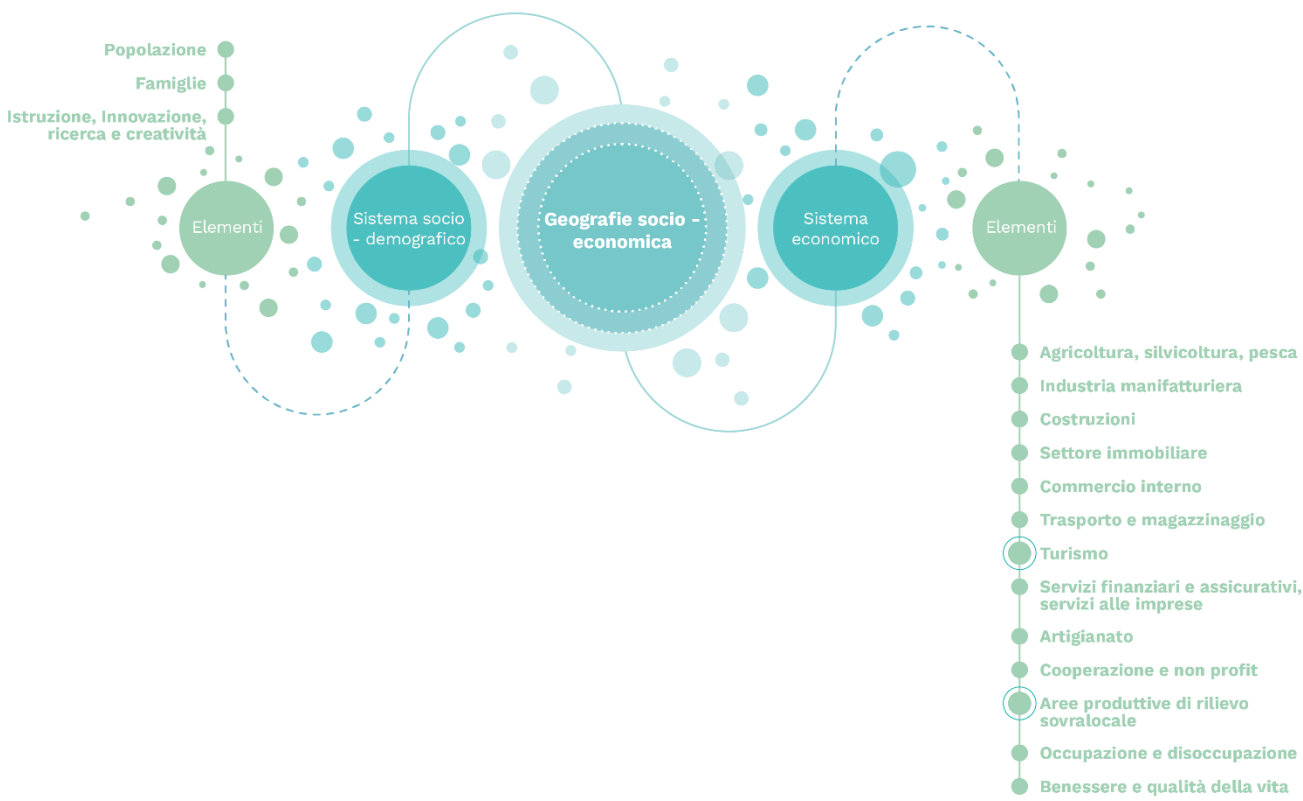 Popolazione
Famiglie
Istruzione, Innovazione,
ricerca e creatività
Elementi
Sistema socio
- demografico
Geografie socio -
economica
Sistema
economico
Elementi
Agricoltura, silvicoltura, pesca
Industria manifatturiera
Costruzioni
Settore immobiliare
Commercio interno
Trasporto e magazzinaggio
Turismo
Servizi finanziari e assicurativi,
servizi alle imprese
Artigianato
Cooperazione e non profit
Aree produttive di rilievo
sovralocale
Occupazione e disoccupazione
Benessere e qualità della vita